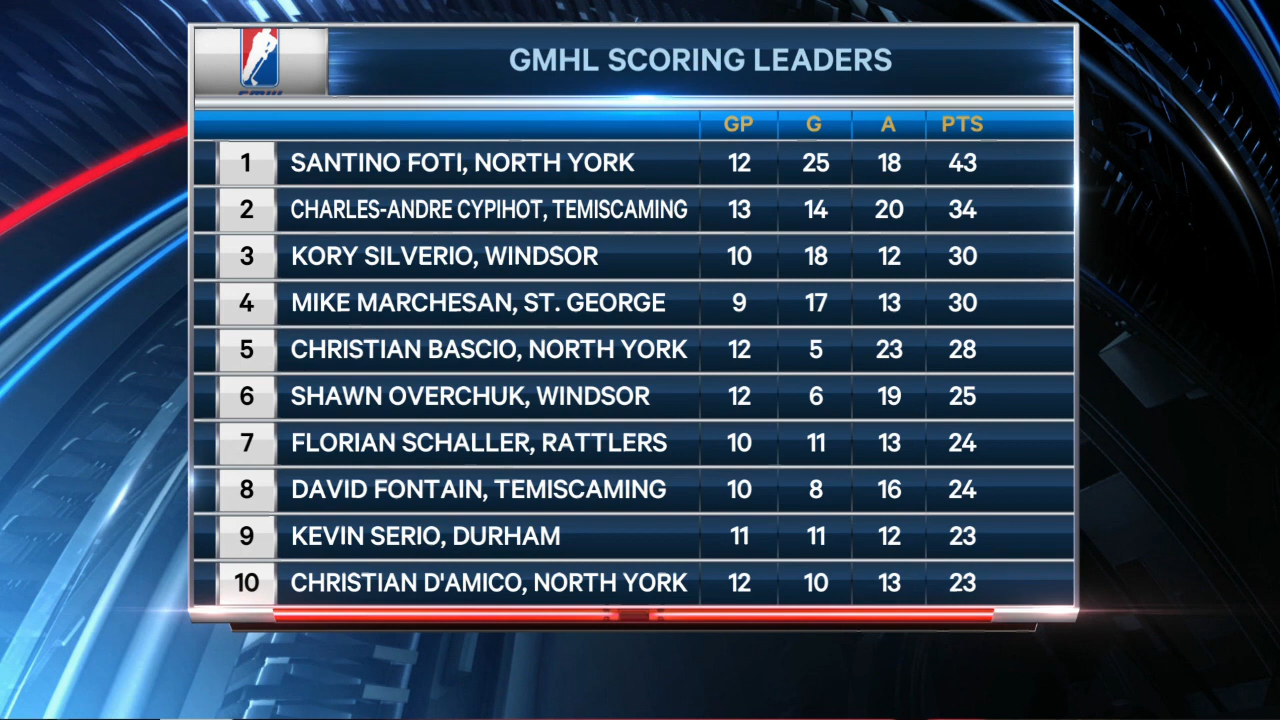 GMHL SCORING LEADERS
GP G A PTS
1 SANTINO FOTI, NORTH YORK 12 25 18 43
2 CHARLES-ANDRE CYPIHOT, TEMISCAMING 13 14 20 34
3 KORY SILVERIO, WINDSOR 10 18 12 30
4 MIKE MARCHESAN, ST. GEORGE 9 17 13 30
5 CHRISTIAN BASCIO, NORTH YORK 12 5 23 28
6 SHAWN OVERCHUK, WINDSOR 12 6 19 25
7 FLORIAN SCHALLER, RATTLERS 10 11 13 24
8 DAVID FONTAIN, TEMISCAMING 10 8 16 24
9 KEVIN SERIO, DURHAM 11 11 12 23
10 CHRISTIAN D'AMICO, NORTH YORK 12 10 13 23